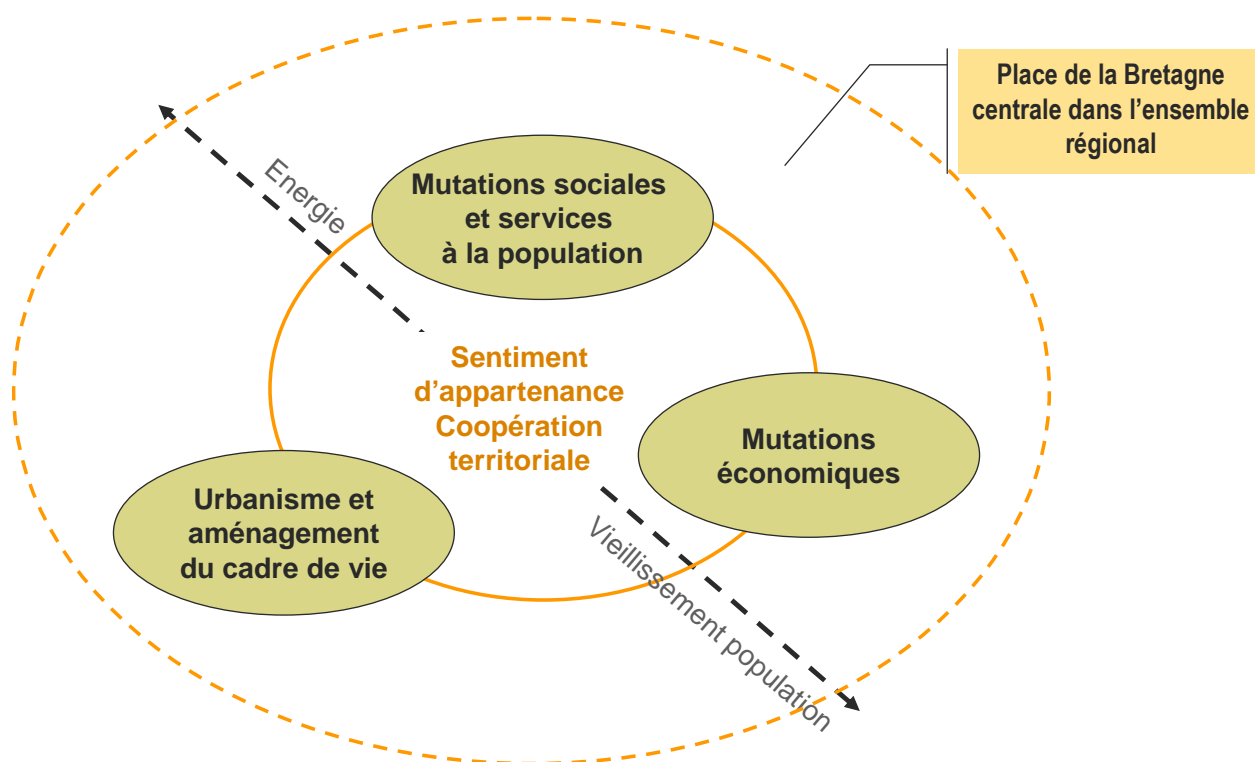 Place de la Bretagne
centrale dans l’ensemble
régional
Energie
Mutations sociales
et services
à la population
Sentiment
d’appartenance
Coopération
territoriale
Mutations
économiques
Urbanisme et
aménagement
du cadre de vie
Vieillissement population